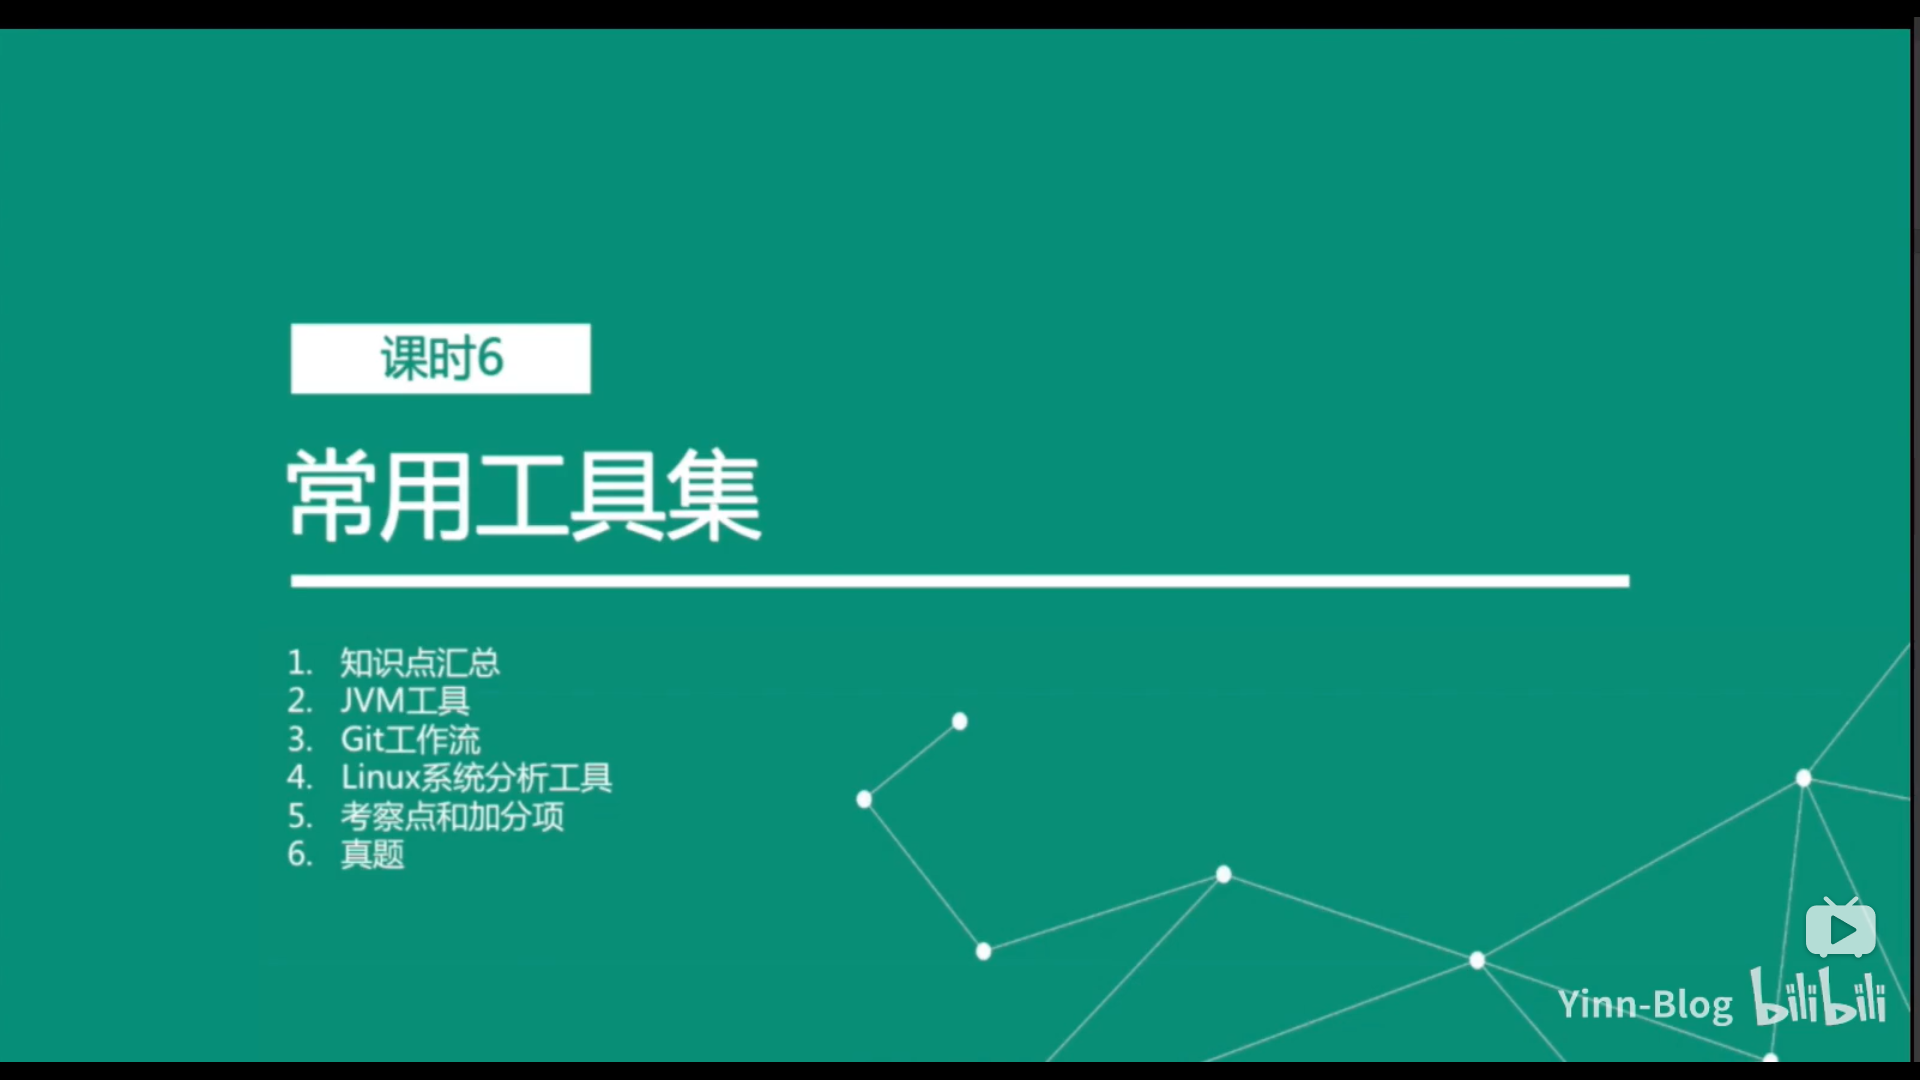 课时6
常用工具集
1. 知识点汇总
2. JVM工具
3. Git工作流
4. Linux系统分析工具
5. 考察点和加分项
6. 真题
Yinn-Blog bilibili